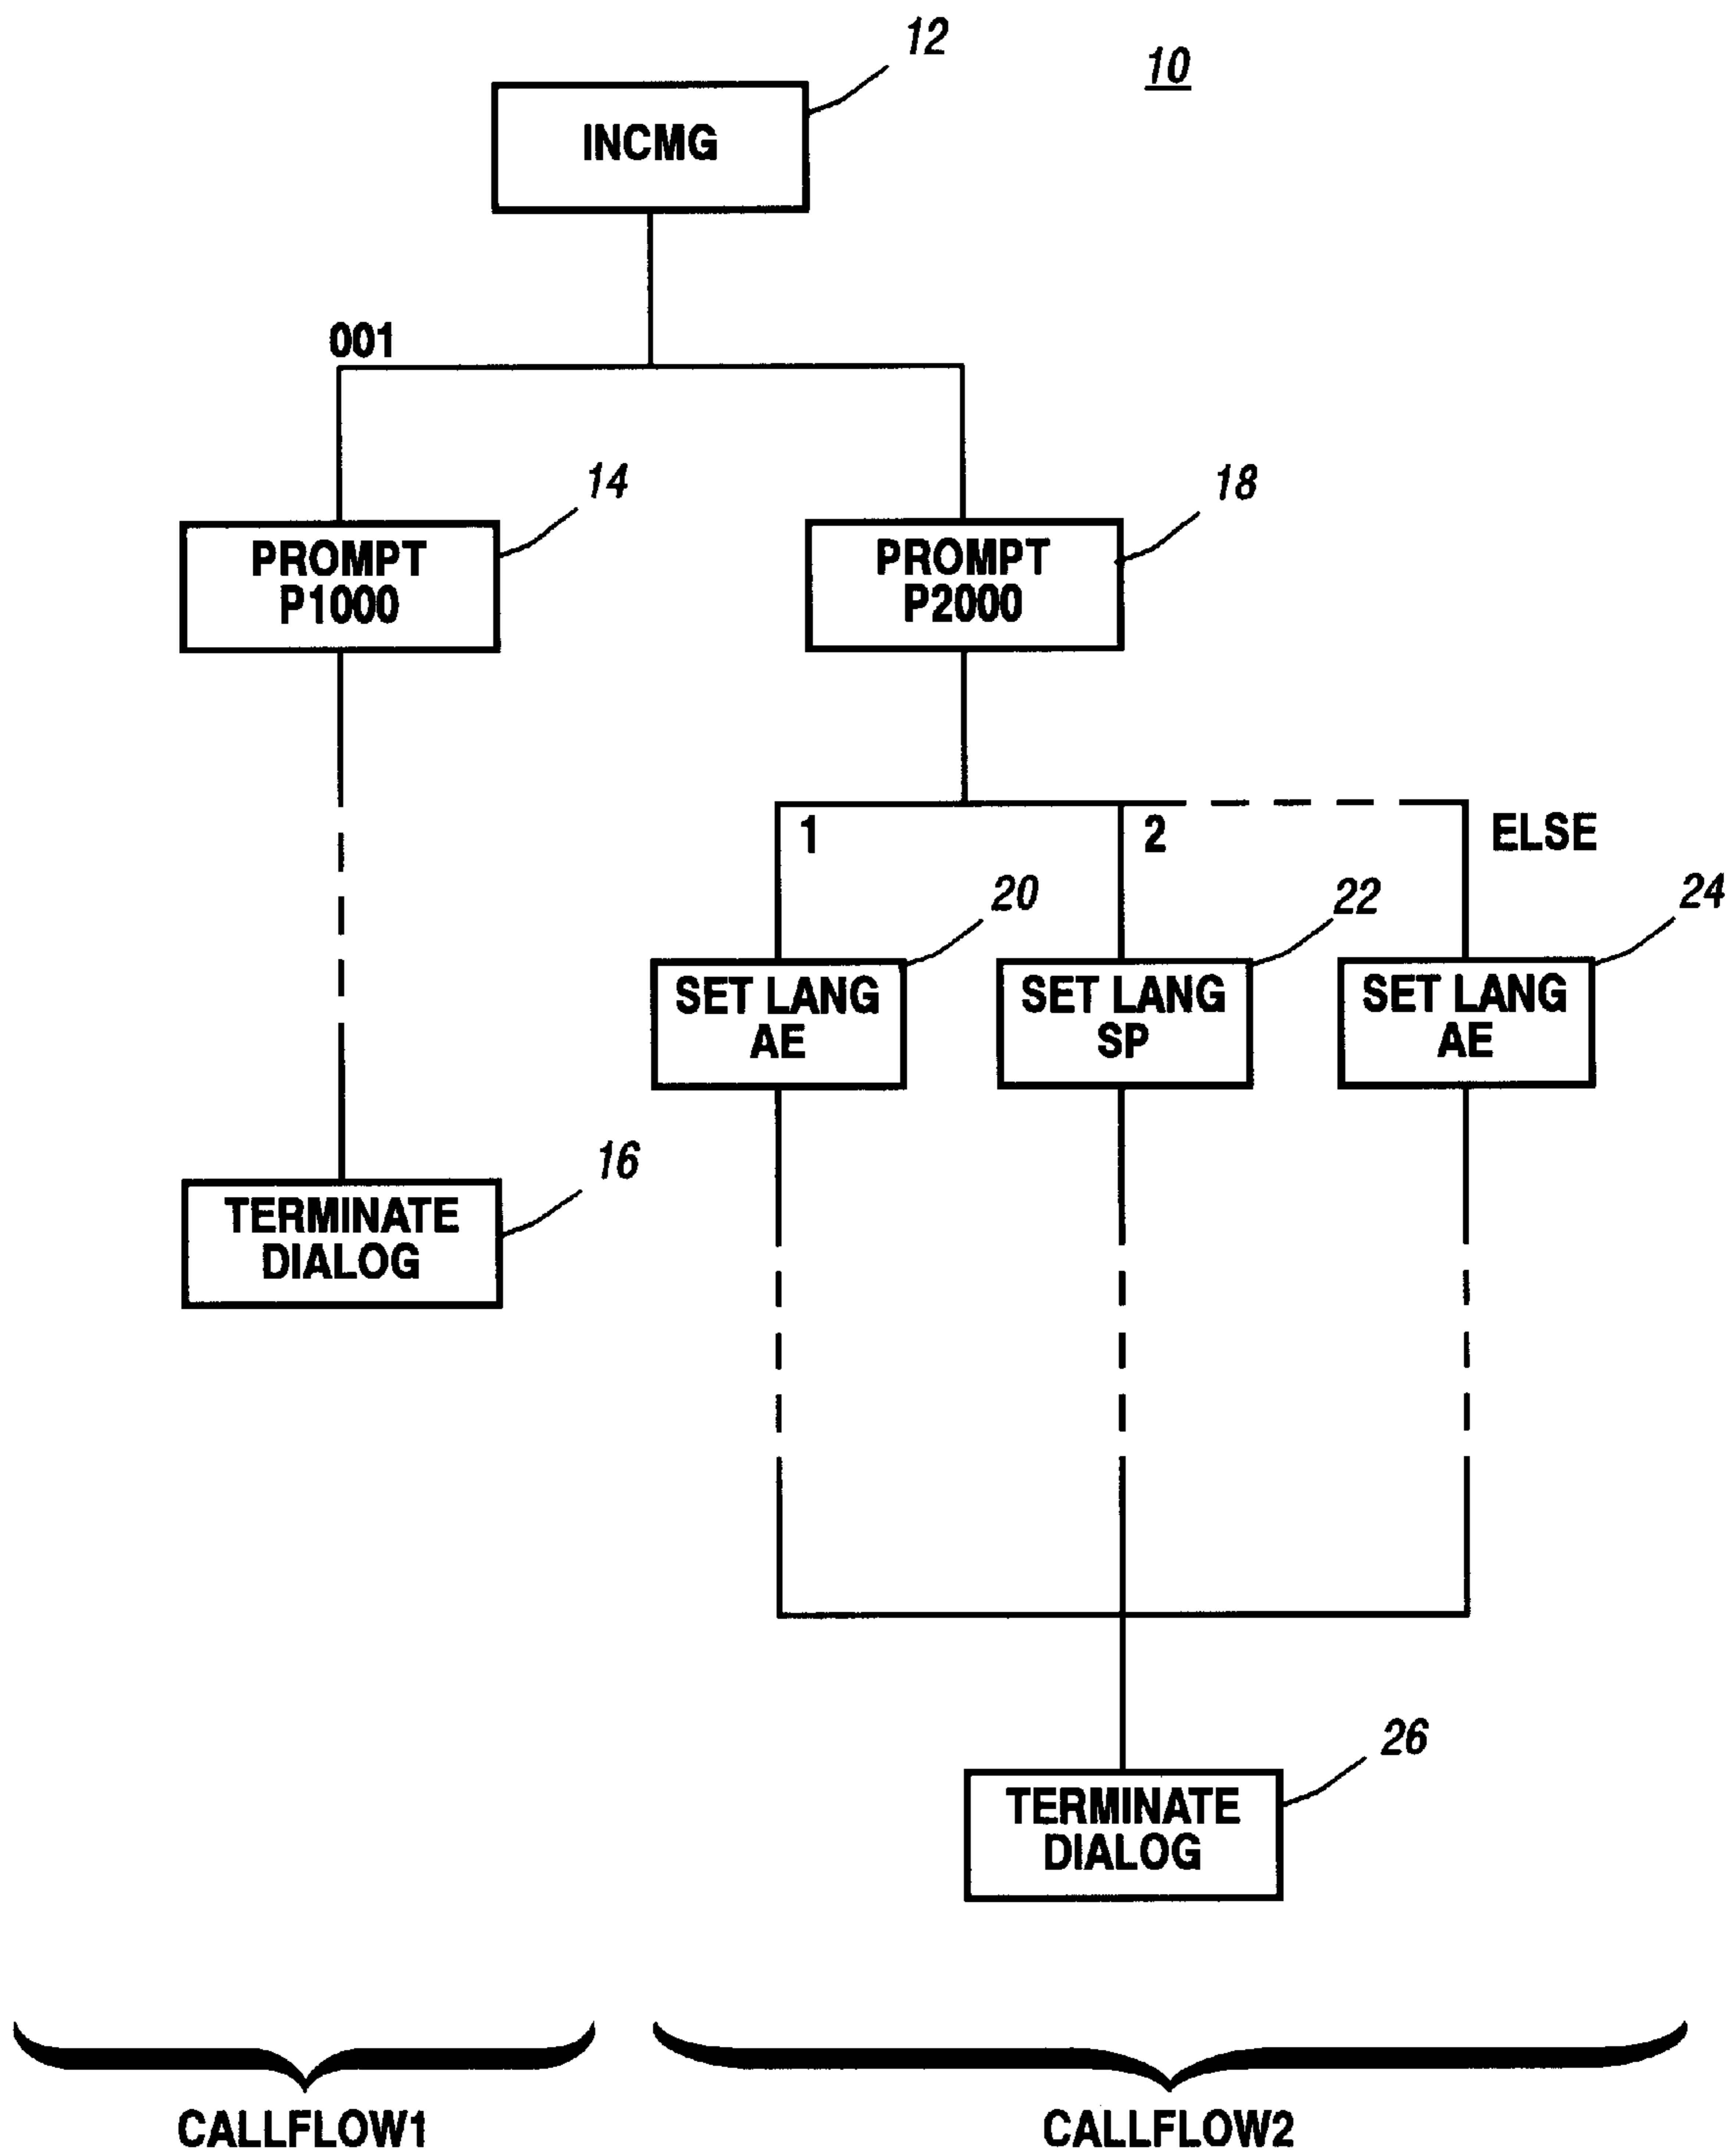 12
10
INCMG
001
14
18
PROMPT
P1000
PROMPT
P2000
1
2
ELSE
20
22
24
SET LANG
AE
SET LANG
SP
SET LANG
AE
16
TERMINATE
DIALOG
26
TERMINATE
DIALOG
CALLFLOW1
CALLFLOW2